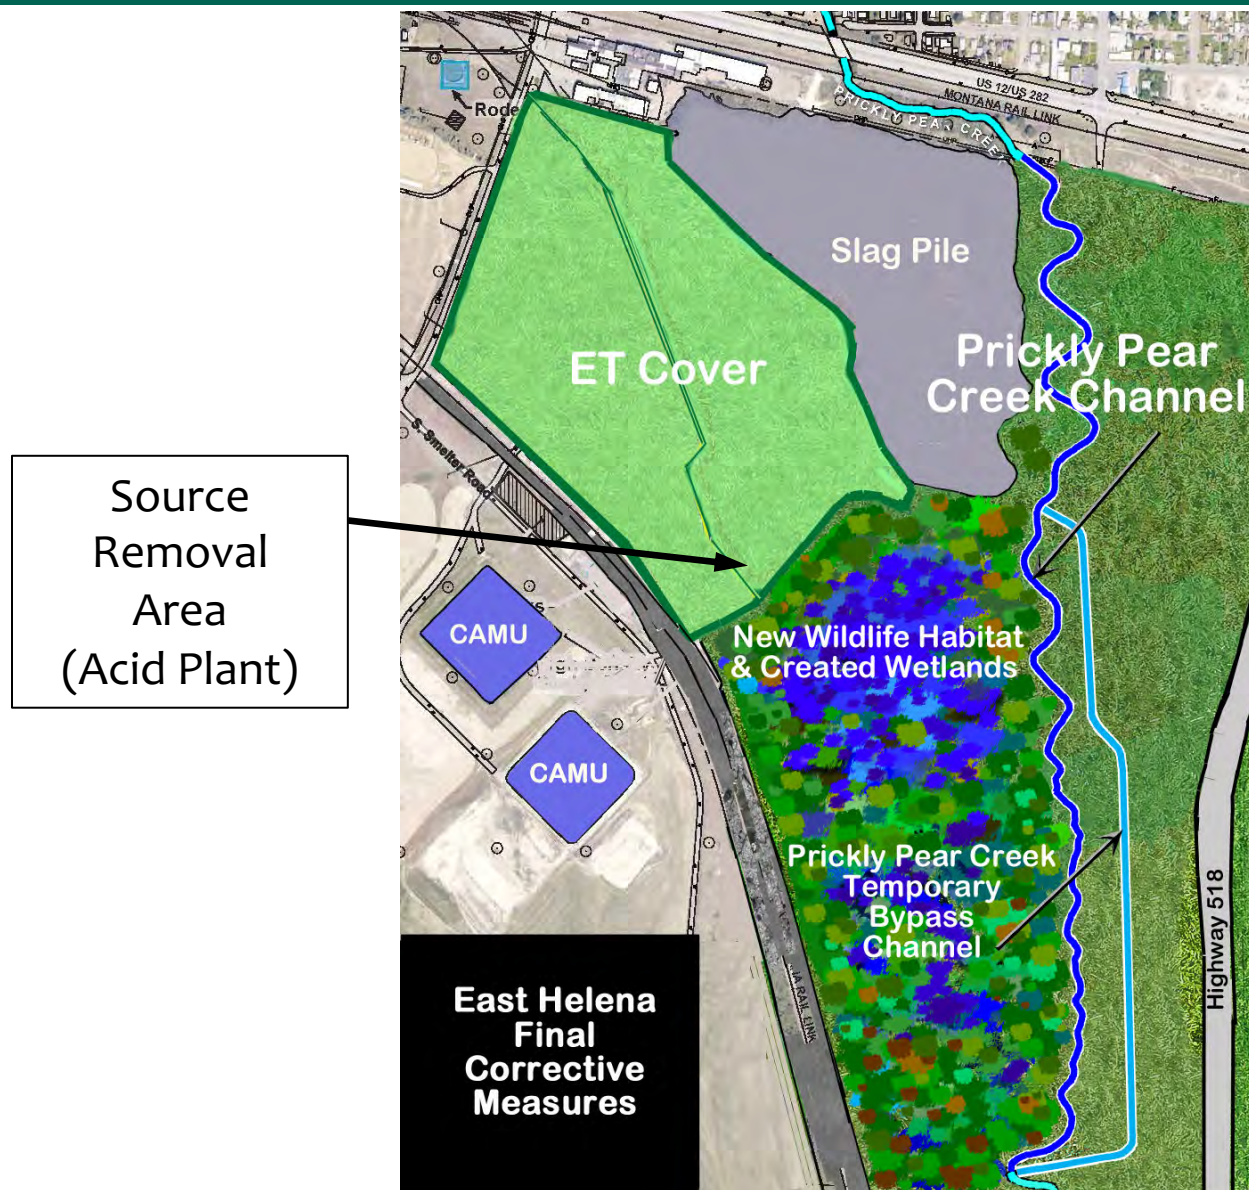 US 12/US 282
MONTANA RAIL LINK
PRICKLY PEAR CREEK
Rode
Slag Pile
ET Cover
Prickly Pear
Creek Channel
S. Smelter Road
Source
Removal
Area
(Acid Plant)
CAMU
New Wildlife Habitat
& Created Wetlands
CAMU
Prickly Pear Creek
Temporary
Bypass
Channel
Highway 518
East Helena
Final
Corrective
Measures
RAIL LINK